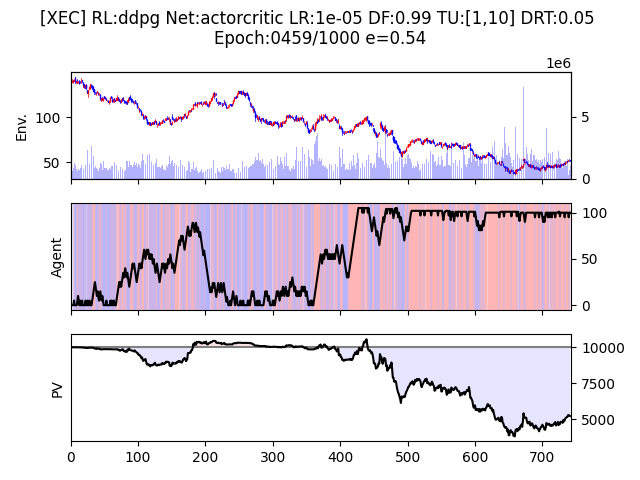 [XEC] RL:ddpg Net:actorcritic LR:1e-05 DF:0.99 TU:[1,10] DRT:0.05
Epoch:0459/1000 e=0.54
1e6
Env.
100
50
5
0
Agent
100
50
0
PV
10000
7500
5000
0 100 200 300 400 500 600 700